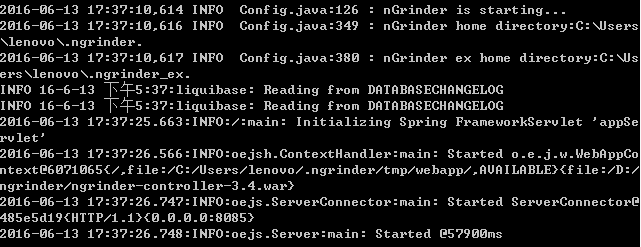 2016-06-13 17:37:10,614 INFO  Config.java:126 : nGrinder is starting...
2016-06-13 17:37:10,616 INFO  Config.java:349 : nGrinder home directory:C:\Users
\lenovo\.ngrinder.
2016-06-13 17:37:10,617 INFO  Config.java:380 : nGrinder ex home directory:C:\Us
ers\lenovo\.ngrinder_ex.
INFO 16-6-13 下午5:37:liquibase: Reading from DATABASECHANGELOG
INFO 16-6-13 下午5:37:liquibase: Reading from DATABASECHANGELOG
2016-06-13 17:37:25.663:INFO:/:main: Initializing Spring FrameworkServlet 'appSe
rvlet'
2016-06-13 17:37:26.566:INFO:oejsh.ContextHandler:main: Started o.e.j.w.WebAppCo
ntext@6071065{/,file:/C:/Users/lenovo/.ngrinder/tmp/webapp/,AVAILABLE}{file:/D:/
ngrinder/ngrinder-controller-3.4.war}
2016-06-13 17:37:26.747:INFO:oejs.ServerConnector:main: Started ServerConnector@
485e5d19{HTTP/1.1}{0.0.0.0:8085}
2016-06-13 17:37:26.748:INFO:oejs.Server:main: Started @57900ms